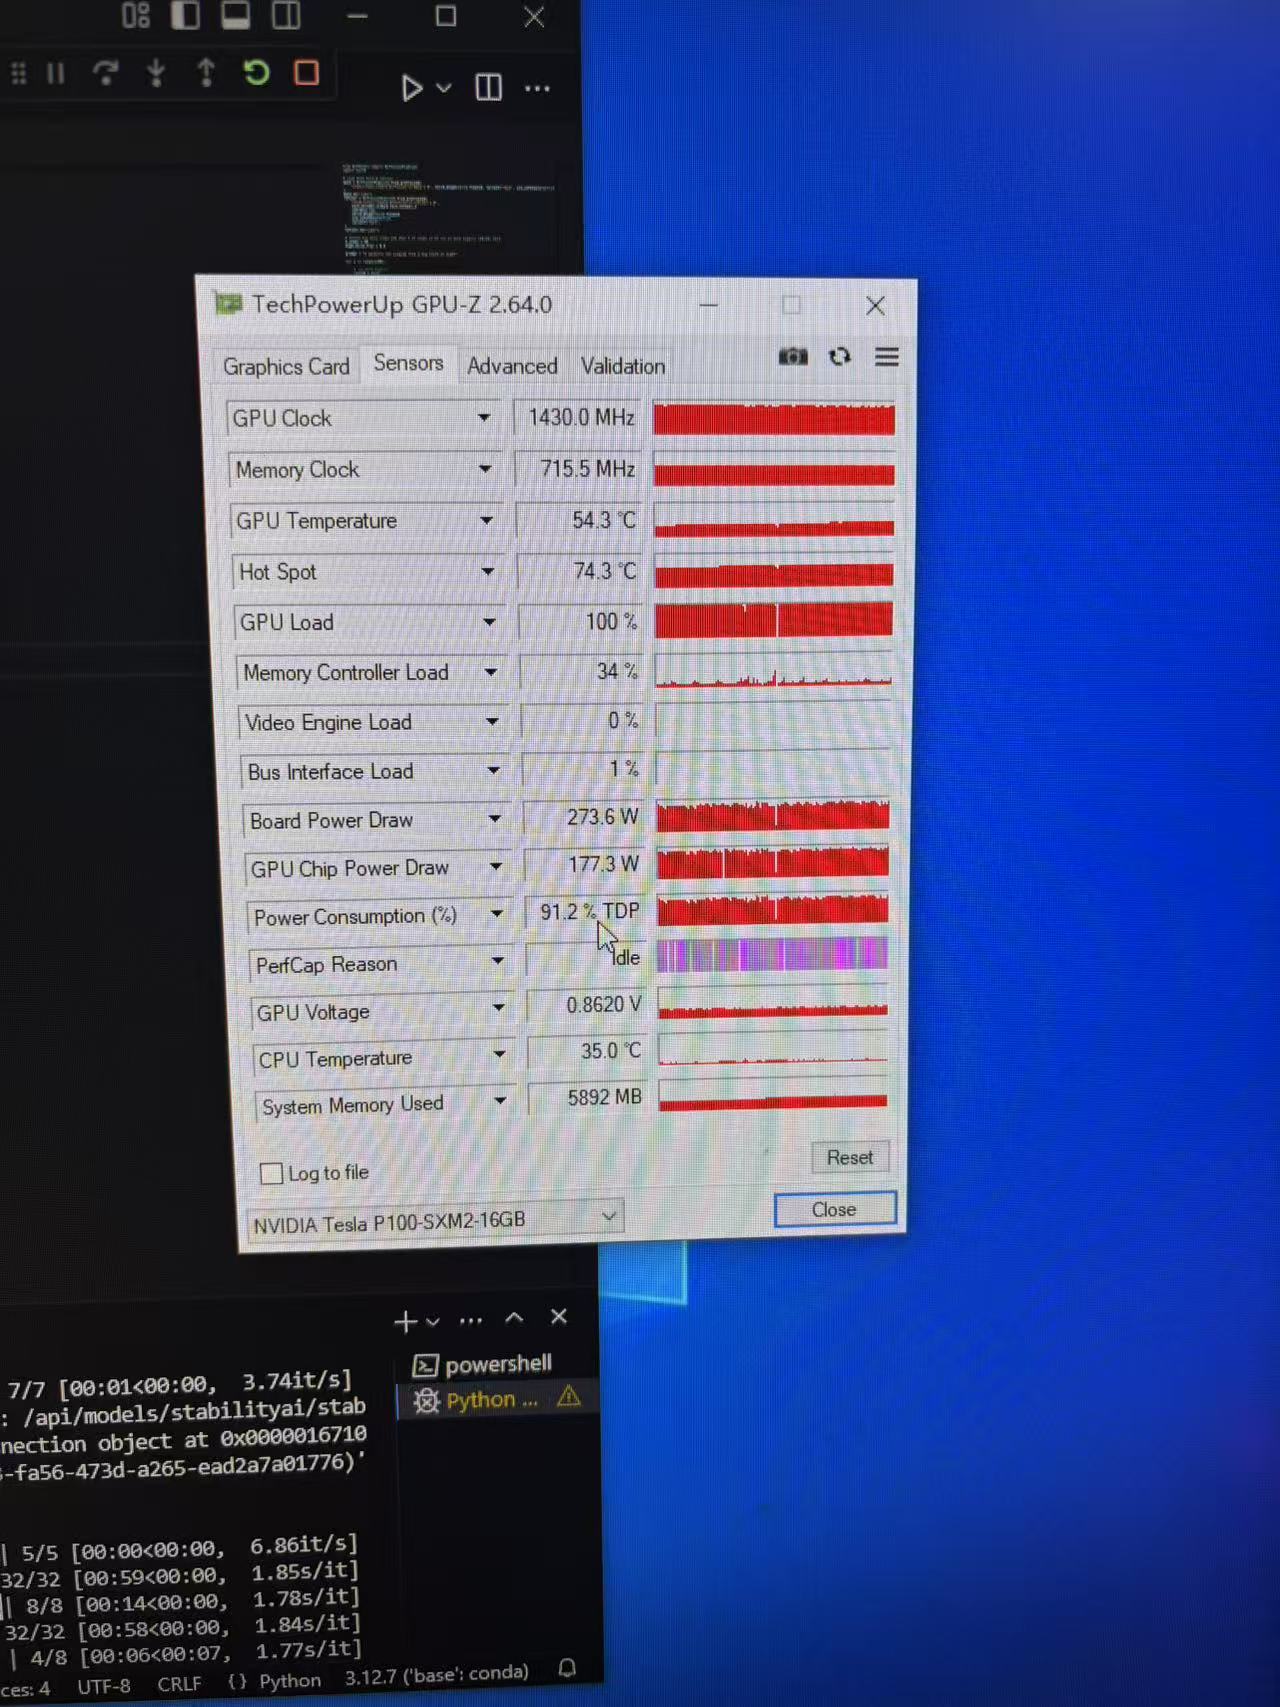 TechPowerUp GPU-Z 2.64.0
Graphics Card Sensors Advanced Validation
GPU Clock 1430.0 MHz
Memory Clock 715.5 MHz
GPU Temperature 54.3 °C
Hot Spot 74.3 °C
GPU Load 100 %
Memory Controller Load 34 %
Video Engine Load 0 %
Bus Interface Load 1 %
Board Power Draw 273.6 W
GPU Chip Power Draw 177.3 W
Power Consumption (%) 91.2 % TDP
PerfCap Reason Idle
GPU Voltage 0.8620 V
CPU Temperature 35.0 °C
System Memory Used 5892 MB
Log to file
Reset
NVIDIA Tesla P100-SXM2-16GB
Close
powershell
Python ...
7/7 [00:01<00:00, 3.74it/s]
: /api/models/stabilityai/stab
nection object at 0x0000016710
-fa56-473d-a265-ead2a7a01776)'
| 5/5 [00:00<00:00, 6.86it/s]
32/32 [00:59<00:00, 1.85s/it]
| 8/8 [00:14<00:00, 1.78s/it]
32/32 [00:58<00:00, 1.84s/it]
| 4/8 [00:06<00:07, 1.77s/it]
ces: 4 UTF-8 CRLF {} Python 3.12.7 ('base': conda)